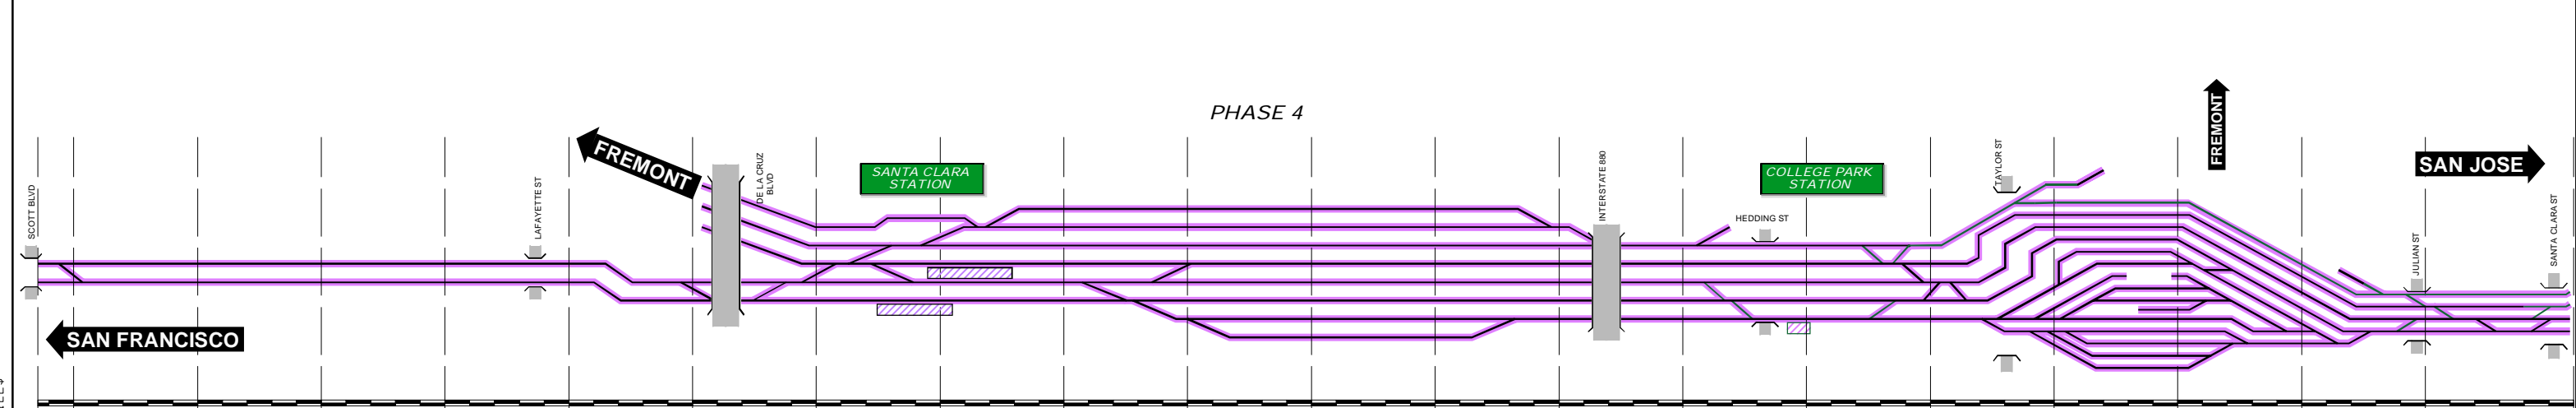 PHASE 4
SCOTT BLVD
LAFAYETTE ST
FREMONT
DE LA CRUZ
BLVD
SANTA CLARA
STATION
INTERSTATE 880
HEDDING ST
COLLEGE PARK
STATION
TAYLOR ST
FREMONT
SAN JOSE
JULIAN ST
SANTA CLARA ST
SAN FRANCISCO